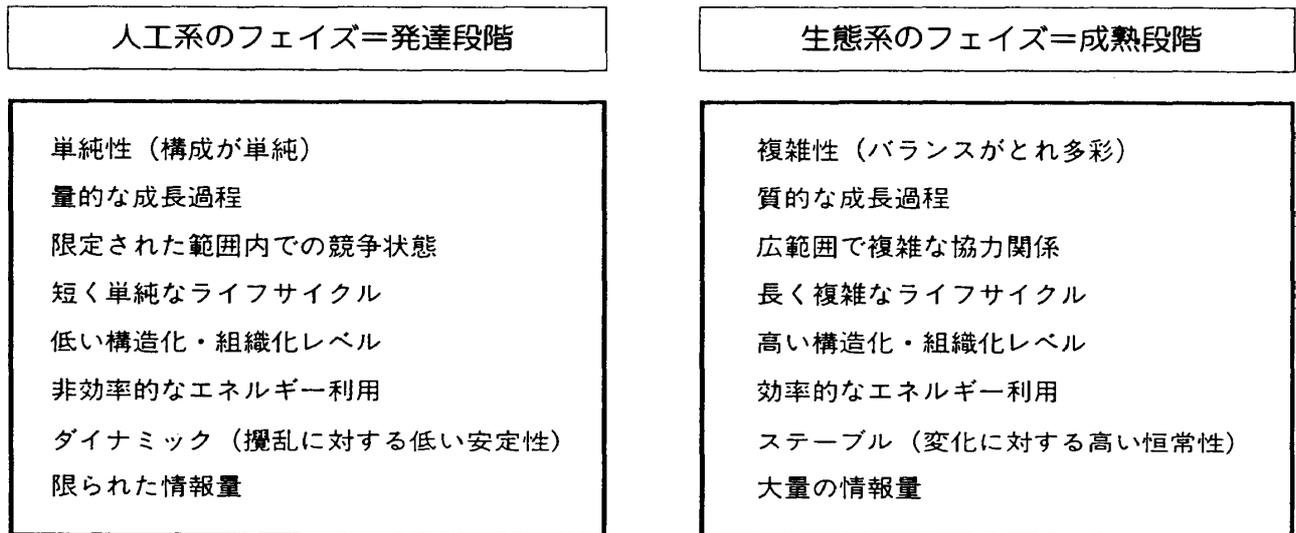 人工系のフェイズ＝発達段階
単純性（構成が単純）
量的な成長過程
限定された範囲内での競争状態
短く単純なライフサイクル
低い構造化・組織化レベル
非効率的なエネルギー利用
ダイナミック（攪乱に対する低い安定性）
限られた情報量
生態系のフェイズ＝成熟段階
複雑性（バランスがとれ多彩）
質的な成長過程
広範囲で複雑な協力関係
長く複雑なライフサイクル
高い構造化・組織化レベル
効率的なエネルギー利用
ステーブル（変化に対する高い恒常性）
大量の情報量